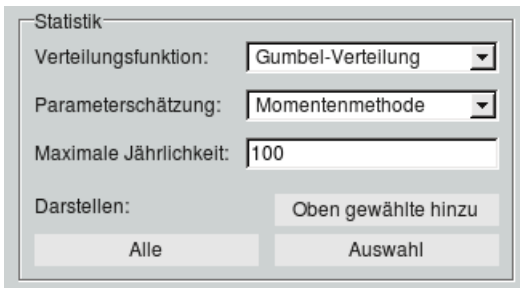 Statistik
Verteilungsfunktion: Gumbel-Verteilung
Parameterschätzung: Momentenmethode
Maximale Jährlichkeit: 100
Darstellen: Oben gewählte hinzu
Alle Auswahl